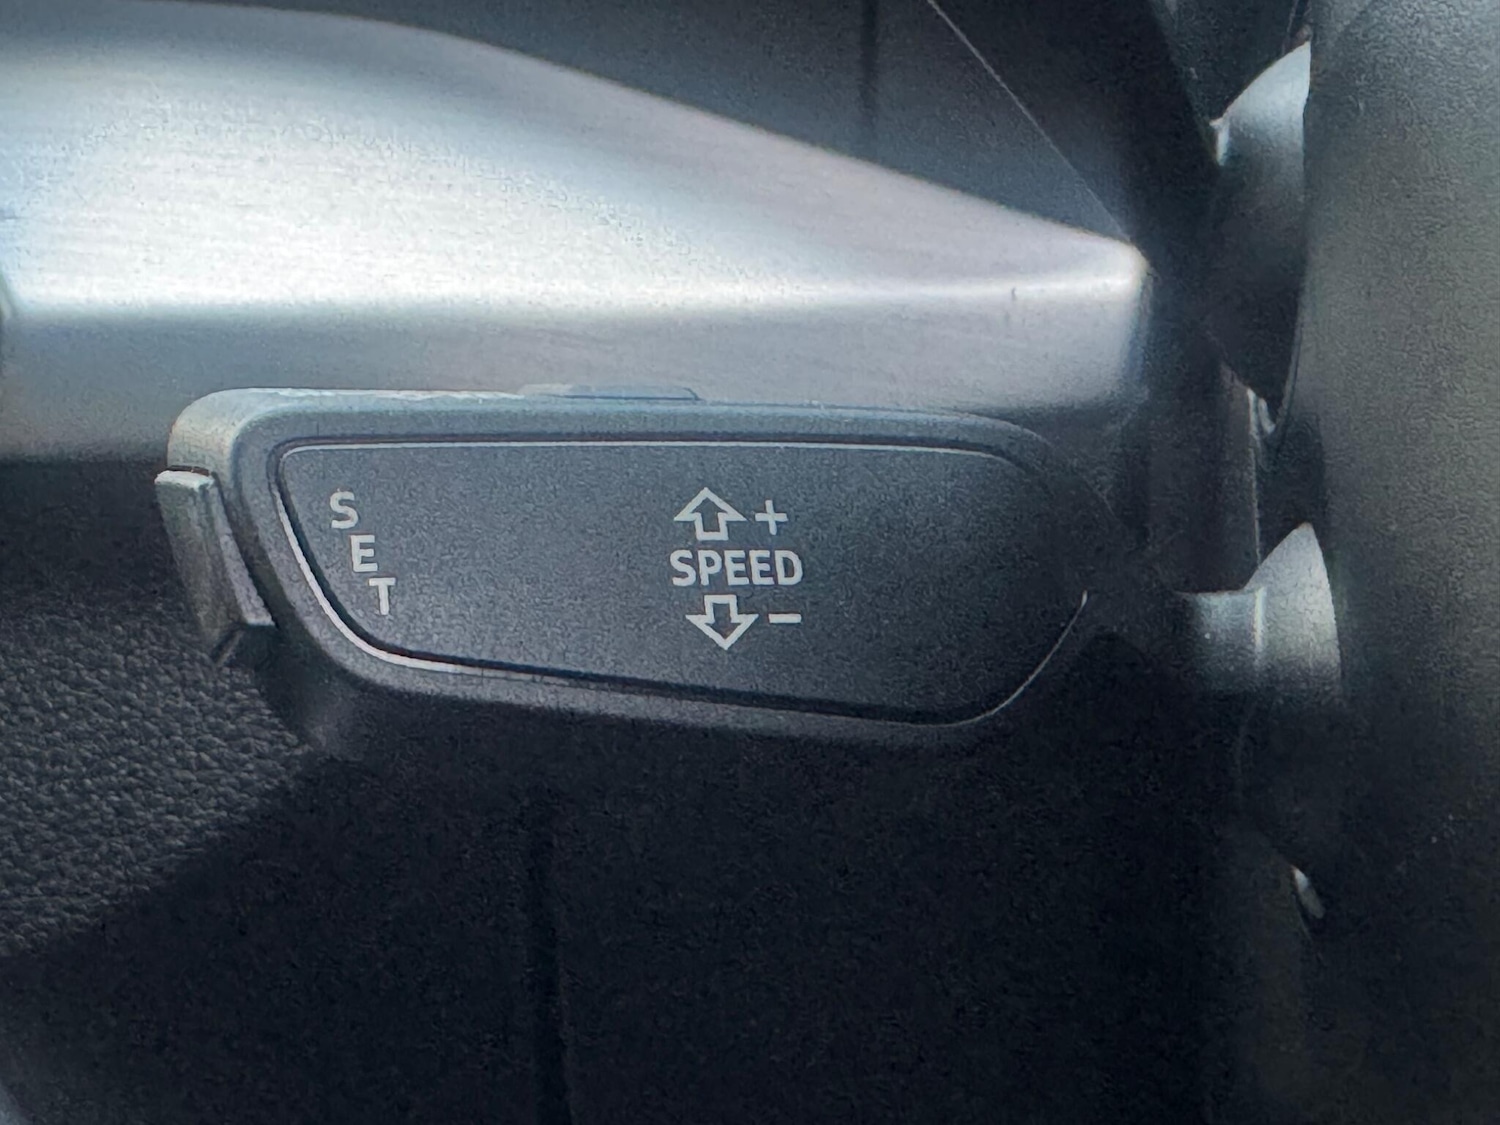 SET
+
SPEED
-